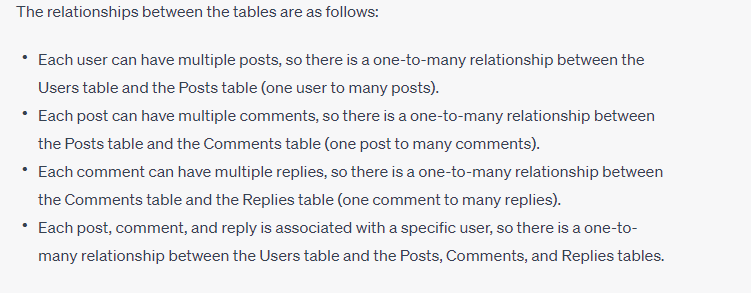 The relationships between the tables are as follows:
• Each user can have multiple posts, so there is a one-to-many relationship between the
Users table and the Posts table (one user to many posts).
• Each post can have multiple comments, so there is a one-to-many relationship between
the Posts table and the Comments table (one post to many comments).
• Each comment can have multiple replies, so there is a one-to-many relationship between
the Comments table and the Replies table (one comment to many replies).
• Each post, comment, and reply is associated with a specific user, so there is a one-to-
many relationship between the Users table and the Posts, Comments, and Replies tables.